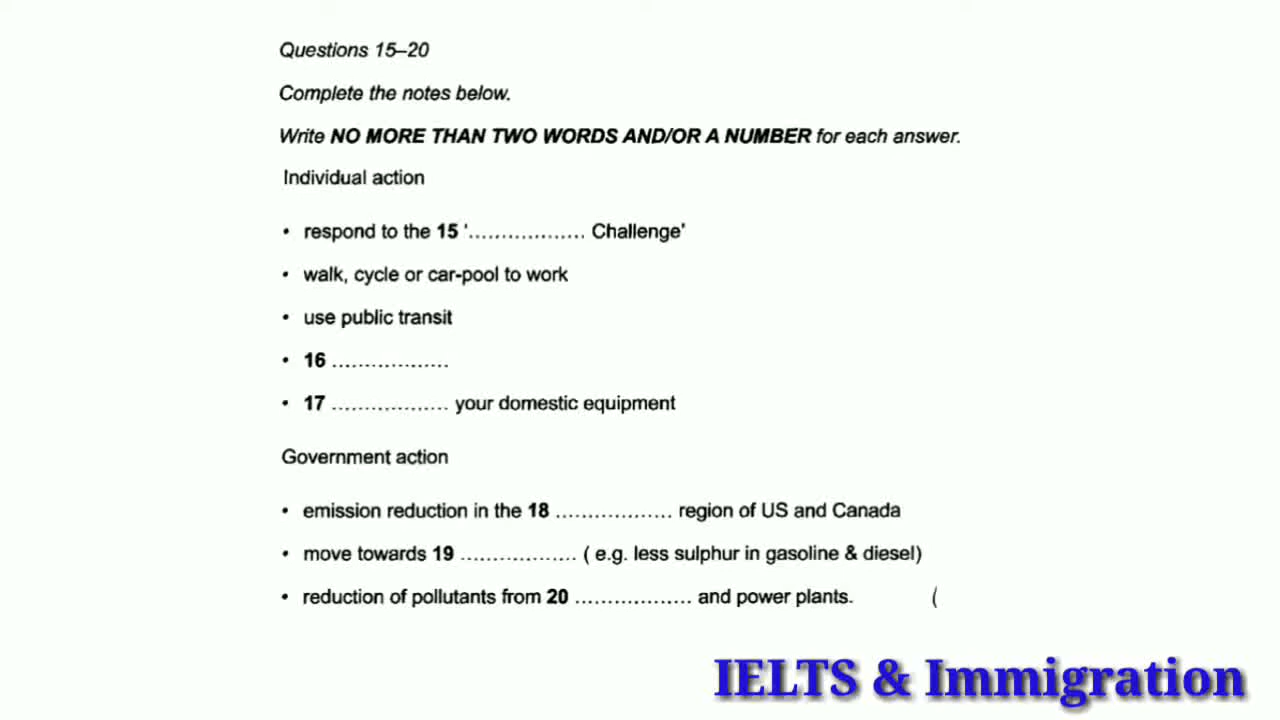 Questions 15–20
Complete the notes below.
Write NO MORE THAN TWO WORDS AND/OR A NUMBER for each answer.
Individual action
• respond to the 15 '.................. Challenge'
• walk, cycle or car-pool to work
• use public transit
• 16 ..................
• 17 .................. your domestic equipment
Government action
• emission reduction in the 18 .................. region of US and Canada
• move towards 19 .................. ( e.g. less sulphur in gasoline & diesel)
• reduction of pollutants from 20 .................. and power plants. (
IELTS & Immigration